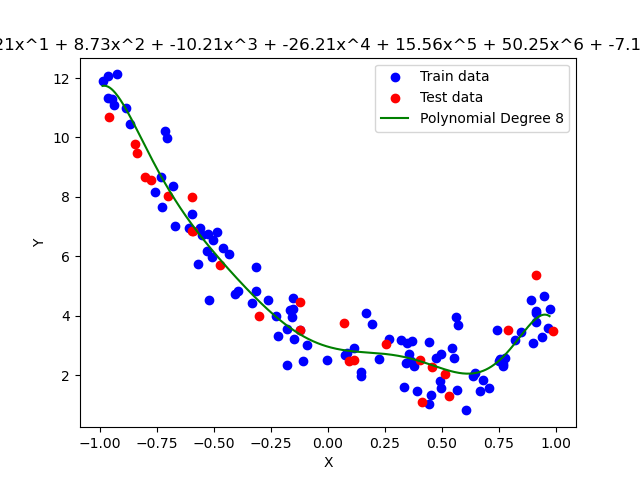 21x^1 + 8.73x^2 + -10.21x^3 + -26.21x^4 + 15.56x^5 + 50.25x^6 + -7.1
12
10
8
6
4
2
Y
Train data
Test data
Polynomial Degree 8
−1.00 −0.75 −0.50 −0.25 0.00 0.25 0.50 0.75 1.00
X